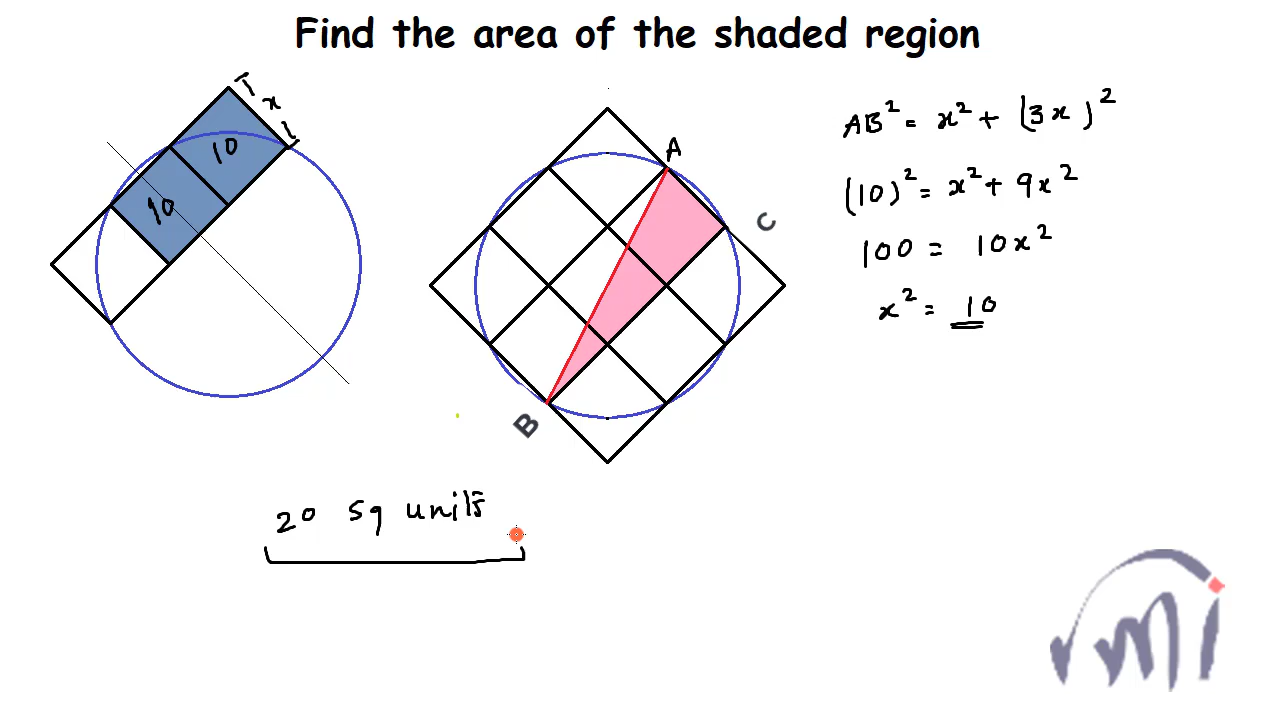 Find the area of the shaded region
x
10
10
A
C
B
AB² = x² + (3x)²
(10)² = x² + 9x²
100 = 10x²
x² = 10
20 sq units
rmi